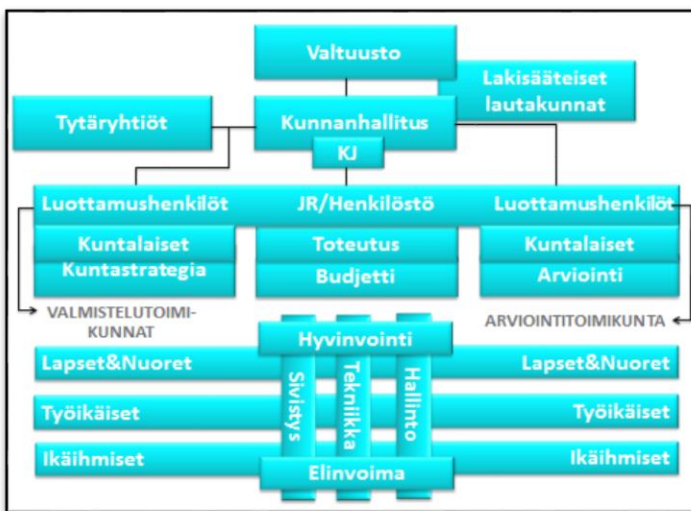 Valtuusto
Lakisääteiset
lautakunnat
Tytäryhtiöt
Kunnanhallitus
KJ
Luottamushenkilöt
JR/Henkilöstö
Luottamushenkilöt
Kuntalaiset
Toteutus
Kuntalaiset
Kuntastrategia
Budjetti
Arviointi
VALMISTELUTOIMI-
KUNNAT
ARVIOINTITOIMIKUNTA
Hyvinvointi
Lapset&Nuoret
Lapset&Nuoret
Sivistys
Tekniikka
Hallinto
Työikäiset
Työikäiset
Ikäihmiset
Ikäihmiset
Elinvoima